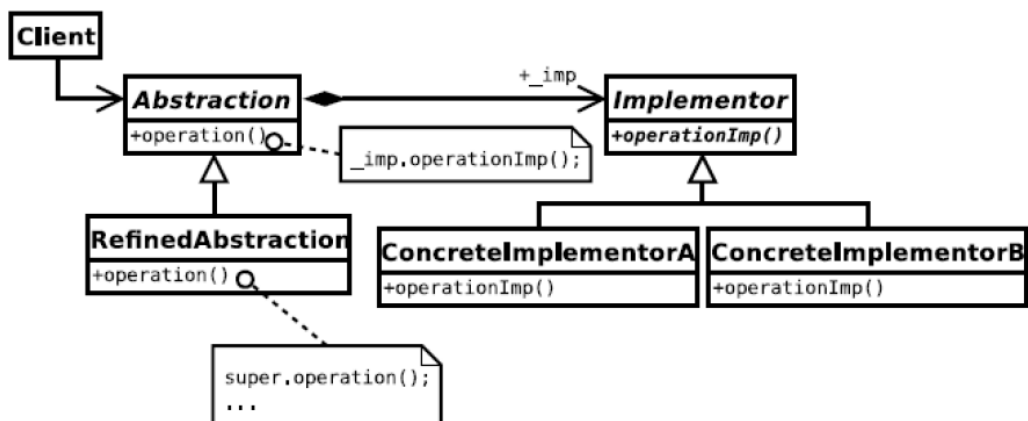 Client
+_imp
Abstraction
+operation()
_imp.operationImp();
Implementor
+operationImp()
RefinedAbstraction
+operation()
super.operation();
...
ConcreteImplementorA
+operationImp()
ConcreteImplementorB
+operationImp()